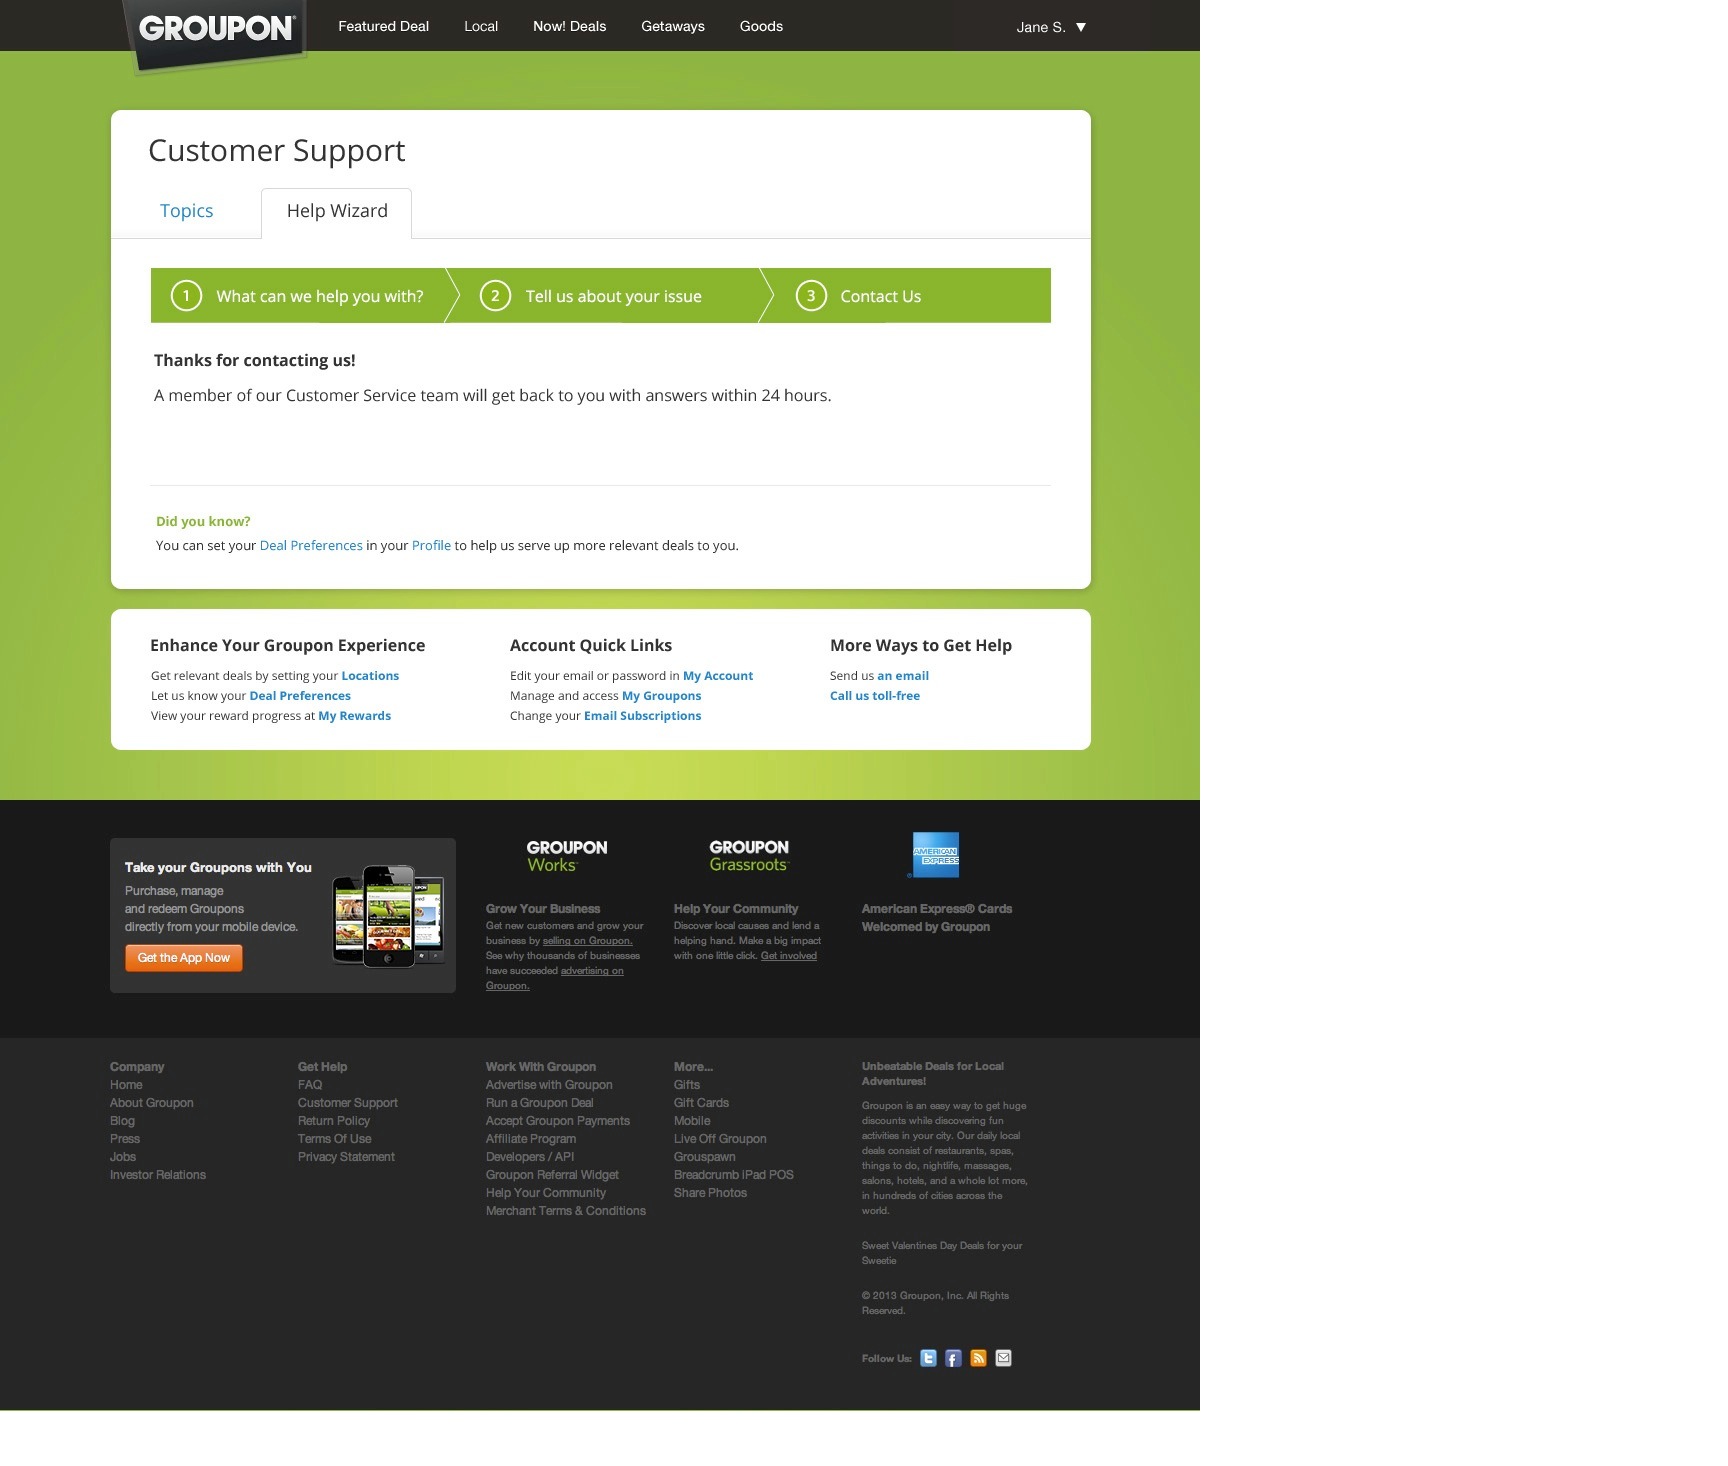 GROUPON®
Featured Deal
Local
Now! Deals
Getaways
Goods
Jane S. ▼
Customer Support
Topics
Help Wizard
1 What can we help you with?
2 Tell us about your issue
3 Contact Us
Thanks for contacting us!
A member of our Customer Service team will get back to you with answers within 24 hours.
Did you know?
You can set your Deal Preferences in your Profile to help us serve up more relevant deals to you.
Enhance Your Groupon Experience
Get relevant deals by setting your Locations
Let us know your Deal Preferences
View your reward progress at My Rewards
Account Quick Links
Edit your email or password in My Account
Manage and access My Groupons
Change your Email Subscriptions
More Ways to Get Help
Send us an email
Call us toll-free
Take your Groupons with You
Purchase, manage
and redeem Groupons
directly from your mobile device.
Get the App Now
GROUPON
Works™
Grow Your Business
Get new customers and grow your
business by selling on Groupon.
See why thousands of businesses
have succeeded advertising on
Groupon.
GROUPON
Grassroots™
Help Your Community
Discover local causes and lend a
helping hand. Make a big impact
with one little click. Get involved
AMERICAN
EXPRESS
®
American Express® Cards
Welcomed by Groupon
Company
Home
About Groupon
Blog
Press
Jobs
Investor Relations
Get Help
FAQ
Customer Support
Return Policy
Terms Of Use
Privacy Statement
Work With Groupon
Advertise with Groupon
Run a Groupon Deal
Accept Groupon Payments
Affiliate Program
Developers / API
Groupon Referral Widget
Help Your Community
Merchant Terms & Conditions
More...
Gifts
Gift Cards
Mobile
Live Off Groupon
Grouspawn
Breadcrumb iPad POS
Share Photos
Unbeatable Deals for Local
Adventures!
Groupon is an easy way to get huge
discounts while discovering fun
activities in your city. Our daily local
deals consist of restaurants, spas,
things to do, nightlife, massages,
salons, hotels, and a whole lot more,
in hundreds of cities across the
world.
Sweet Valentines Day Deals for your
Sweetie
© 2013 Groupon, Inc. All Rights
Reserved.
Follow Us: